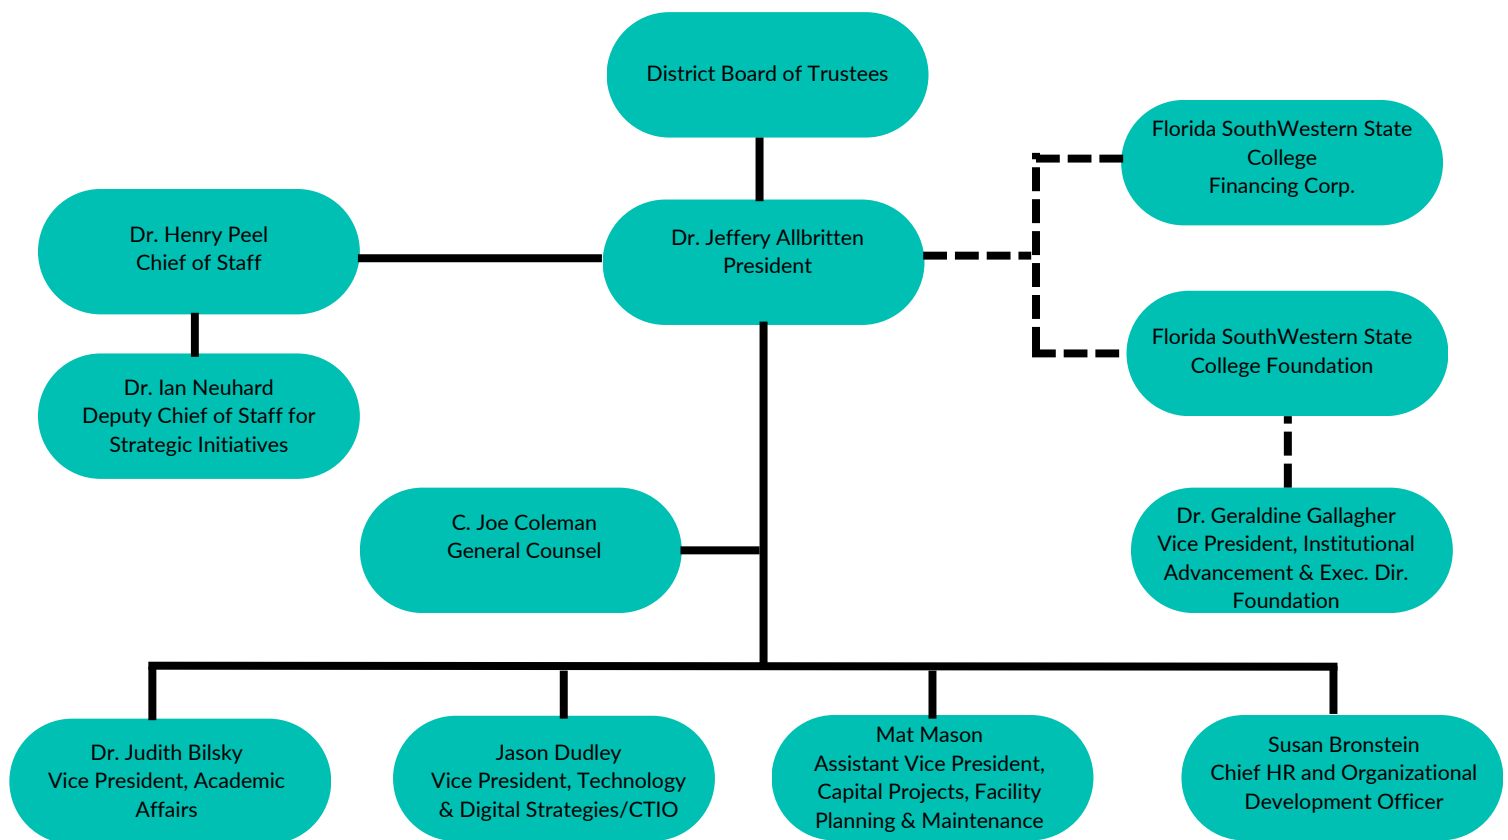 District Board of Trustees
Florida SouthWestern State
College
Financing Corp.
Dr. Henry Peel
Chief of Staff
Dr. Jeffery Allbritten
President
Florida SouthWestern State
College Foundation
Dr. Ian Neuhard
Deputy Chief of Staff for
Strategic Initiatives
C. Joe Coleman
General Counsel
Dr. Geraldine Gallagher
Vice President, Institutional
Advancement & Exec. Dir.
Foundation
Dr. Judith Bilsky
Vice President, Academic
Affairs
Jason Dudley
Vice President, Technology
& Digital Strategies/CTIO
Mat Mason
Assistant Vice President,
Capital Projects, Facility
Planning & Maintenance
Susan Bronstein
Chief HR and Organizational
Development Officer